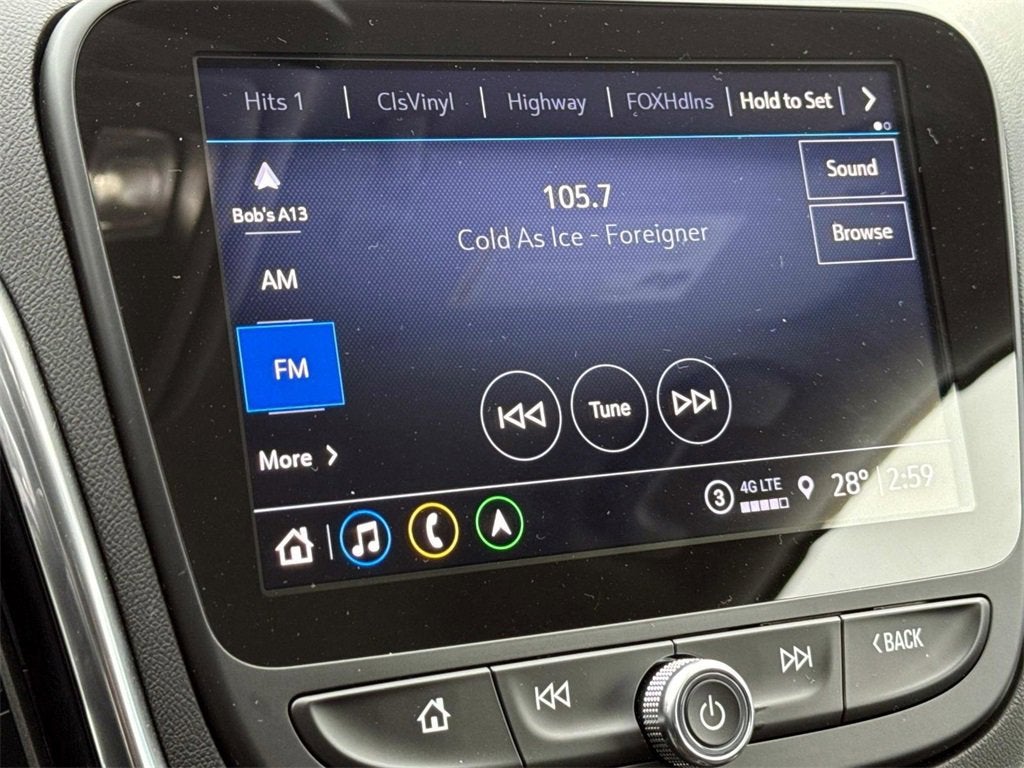 Hits 1 | ClsVinyl | Highway | FOXHdlns | Hold to Set | >
Bob's A13
105.7
Sound
Cold As Ice - Foreigner
Browse
AM
FM
Tune
More >
3 4G LTE 28° | 2:59
< BACK